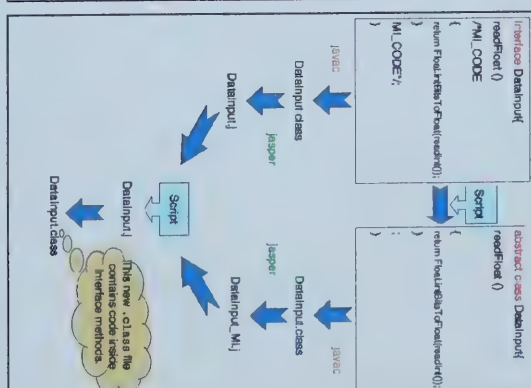 interface DataInput{
readFloat ()
{
/*MI_CODE
return Float.intBitsToFloat(readInt());
}
MI_CODE*/;
}
javac
DataInput.class
jasper
DataInput.j
Script
abstract class DataInput{
readFloat ()
{
return Float.intBitsToFloat(readInt());
}
;
}
javac
DataInput.class
jasper
DataInput_MI.j
Script
DataInput.j
DataInput.class
This new .class file
contains code inside
interface methods.